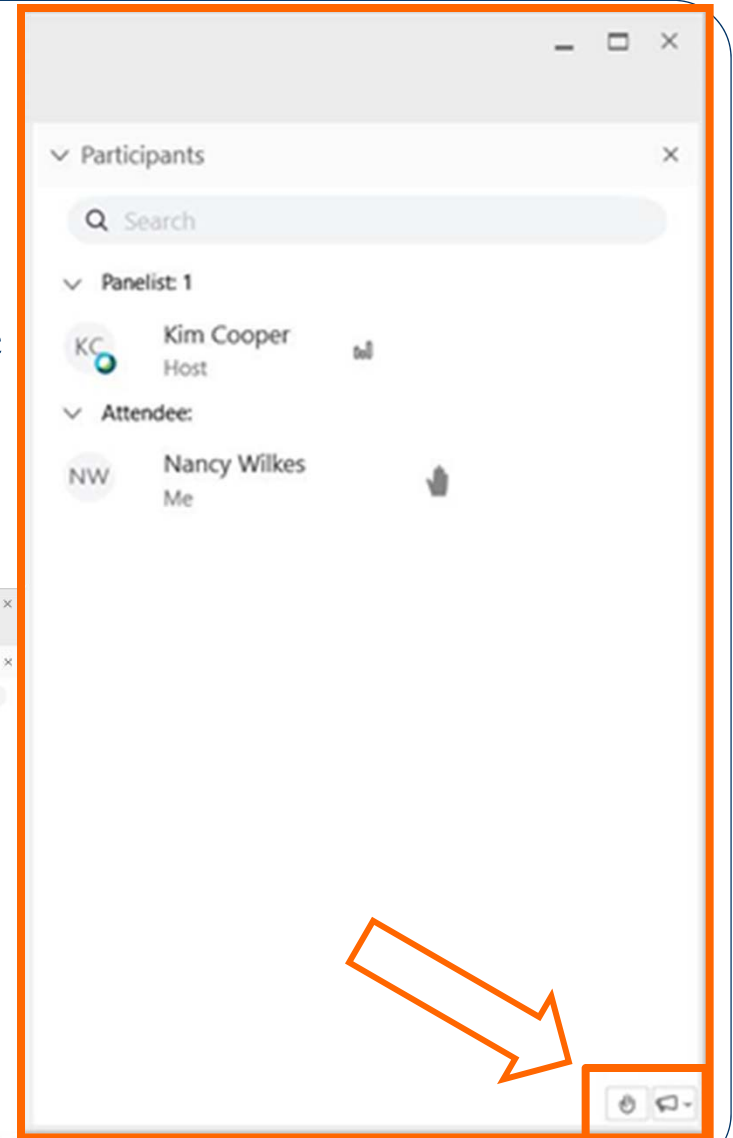 Participants
Search
Panelist: 1
KC
Kim Cooper
Host
Attendee:
NW
Nancy Wilkes
Me